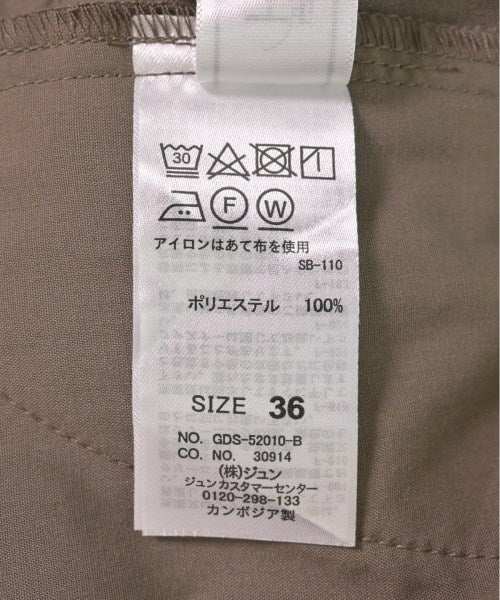 30
F W
アイロンはあて布を使用
SB-110
ポリエステル 100%
SIZE 36
NO. GDS-52010-B
CO. NO. 30914
(株)ジュン
ジュンカスタマーセンター
0120-298-133
カンボジア製